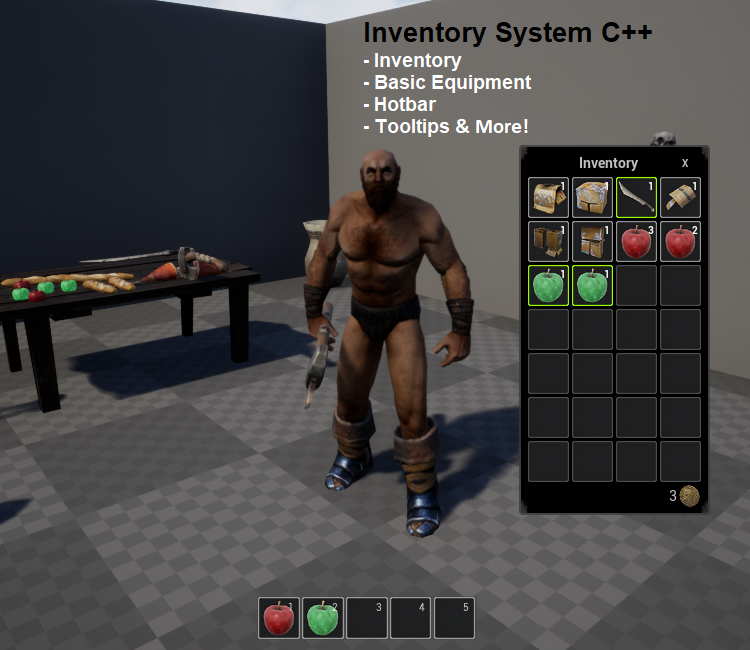 Inventory System C++
- Inventory
- Basic Equipment
- Hotbar
- Tooltips & More!
Inventory x
1 1 1 1
1 1 3 2
1 1
3
1 2 3 4 5